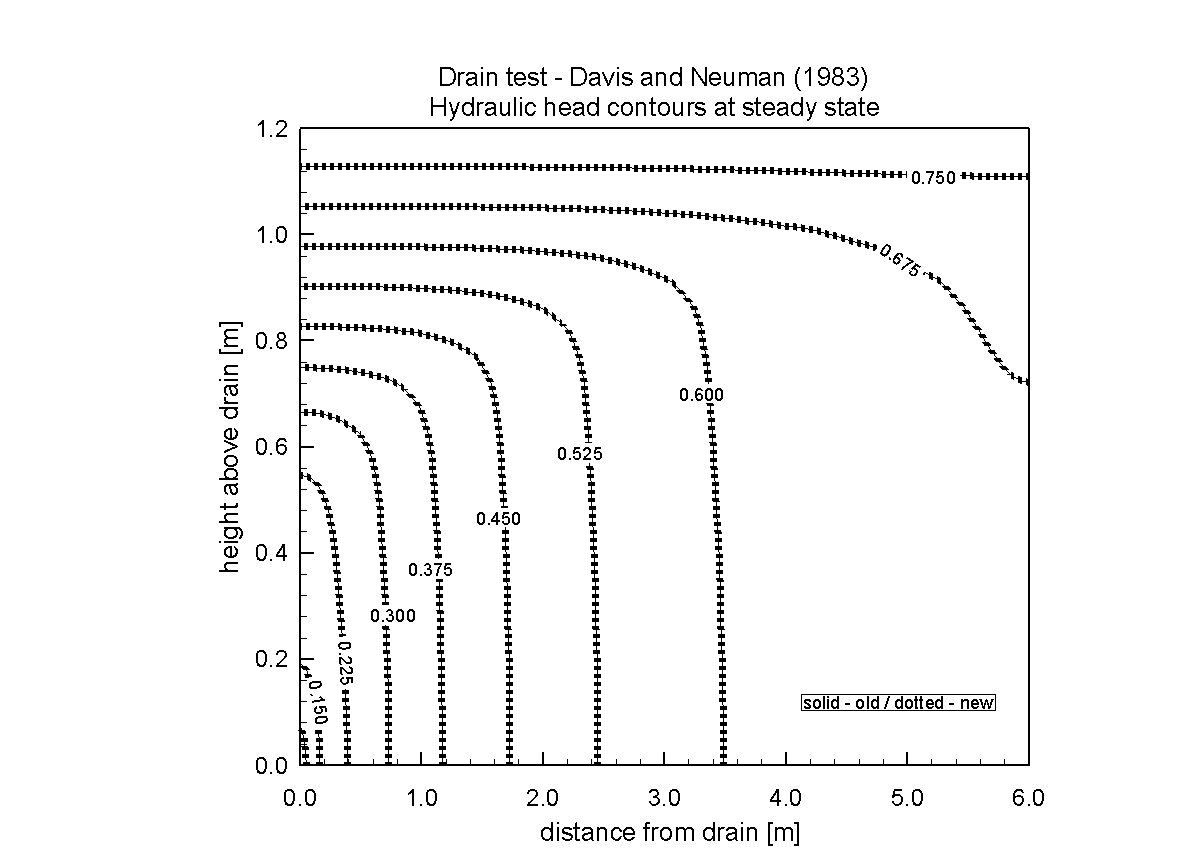 Drain test - Davis and Neuman (1983)
Hydraulic head contours at steady state
1.2
1.0
0.8
0.6
0.4
0.2
0.0
height above drain [m]
0.750
0.675
0.600
0.525
0.450
0.375
0.300
0.225
0.150
solid - old / dotted - new
0.0 1.0 2.0 3.0 4.0 5.0 6.0
distance from drain [m]